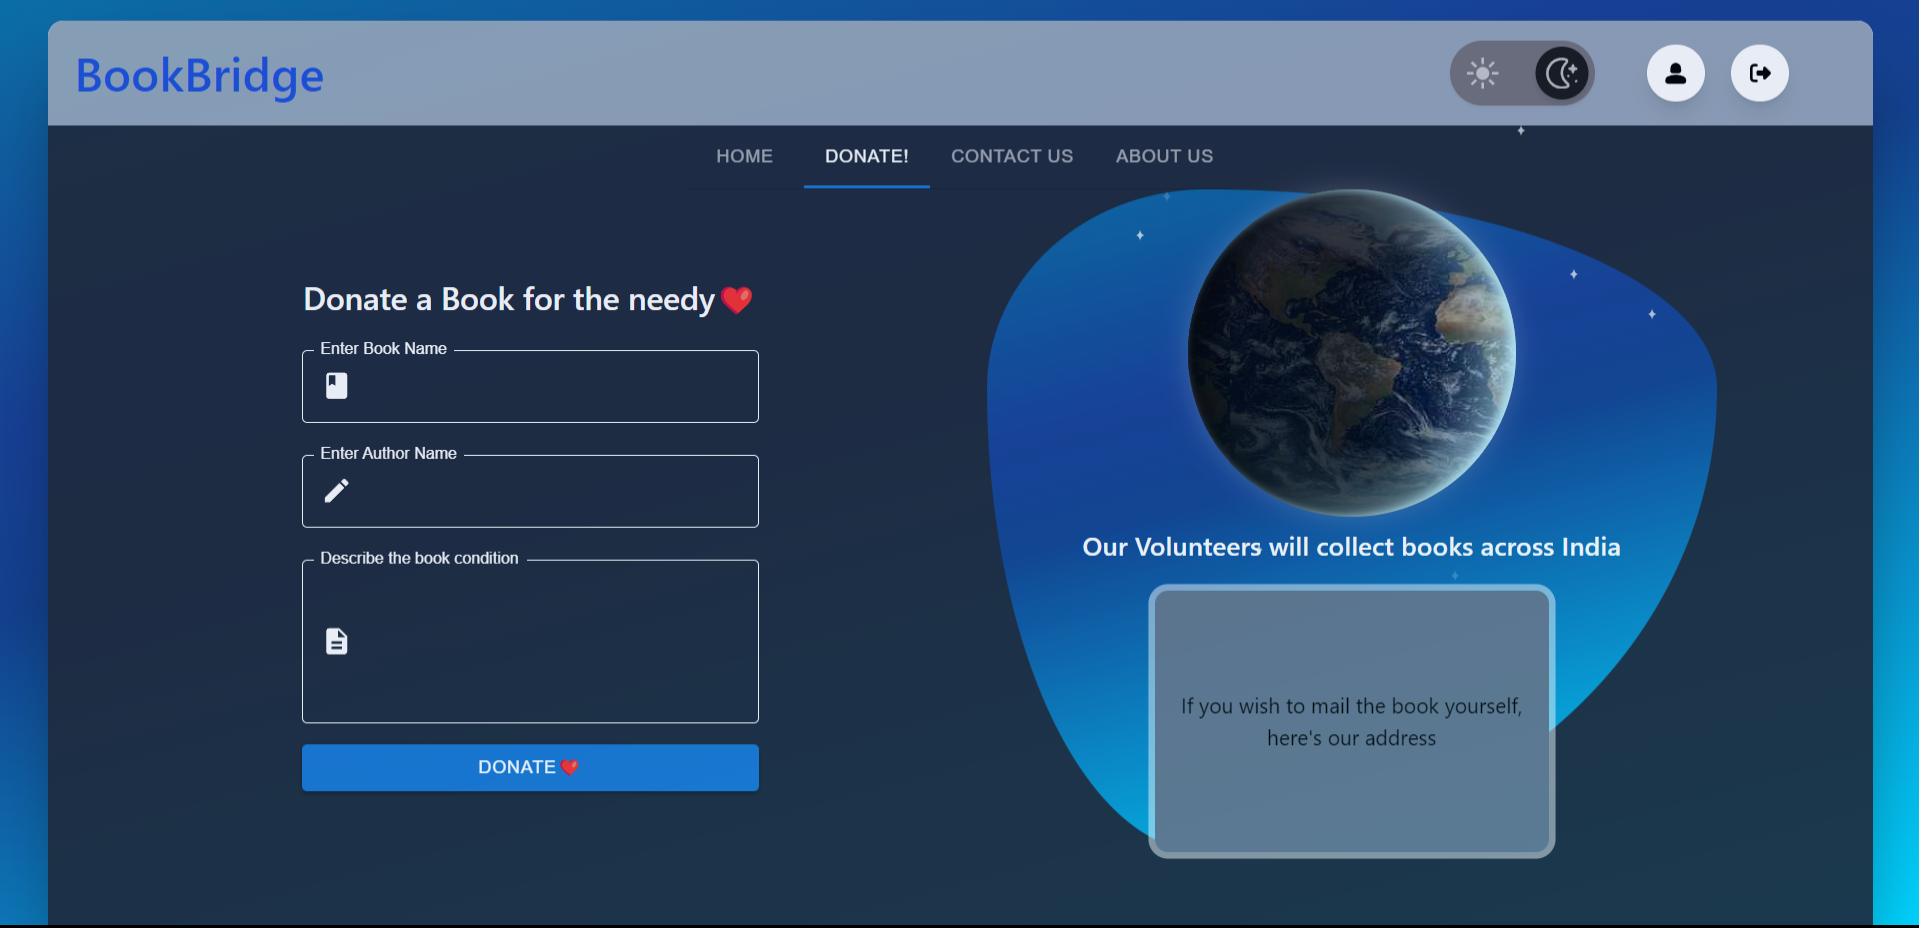 BookBridge
HOME
DONATE!
CONTACT US
ABOUT US
Donate a Book for the needy❤️
Enter Book Name
Enter Author Name
Describe the book condition
DONATE❤️
Our Volunteers will collect books across India
If you wish to mail the book yourself,
here's our address